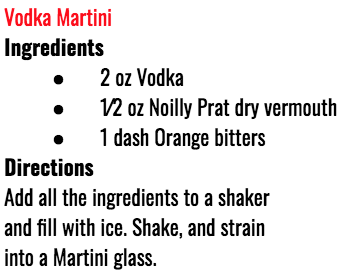 Vodka Martini
Ingredients
● 2 oz Vodka
● 1⁄2 oz Noilly Prat dry vermouth
● 1 dash Orange bitters
Directions
Add all the ingredients to a shaker
and fill with ice. Shake, and strain
into a Martini glass.